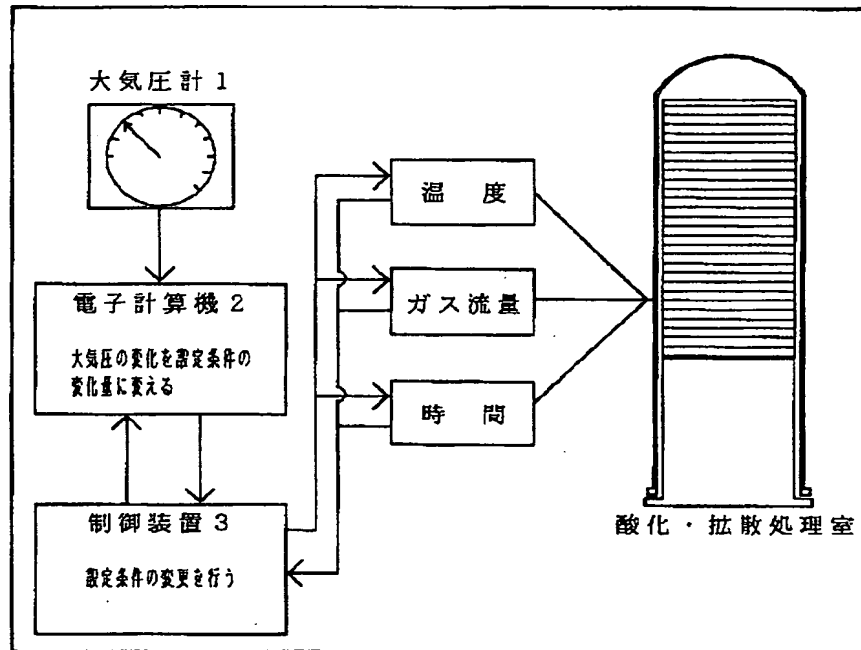 大気圧計1
電子計算機2
大気圧の変化を設定条件の
変化量に変える
制御装置3
設定条件の変更を行う
温度
ガス流量
時間
酸化・拡散処理室